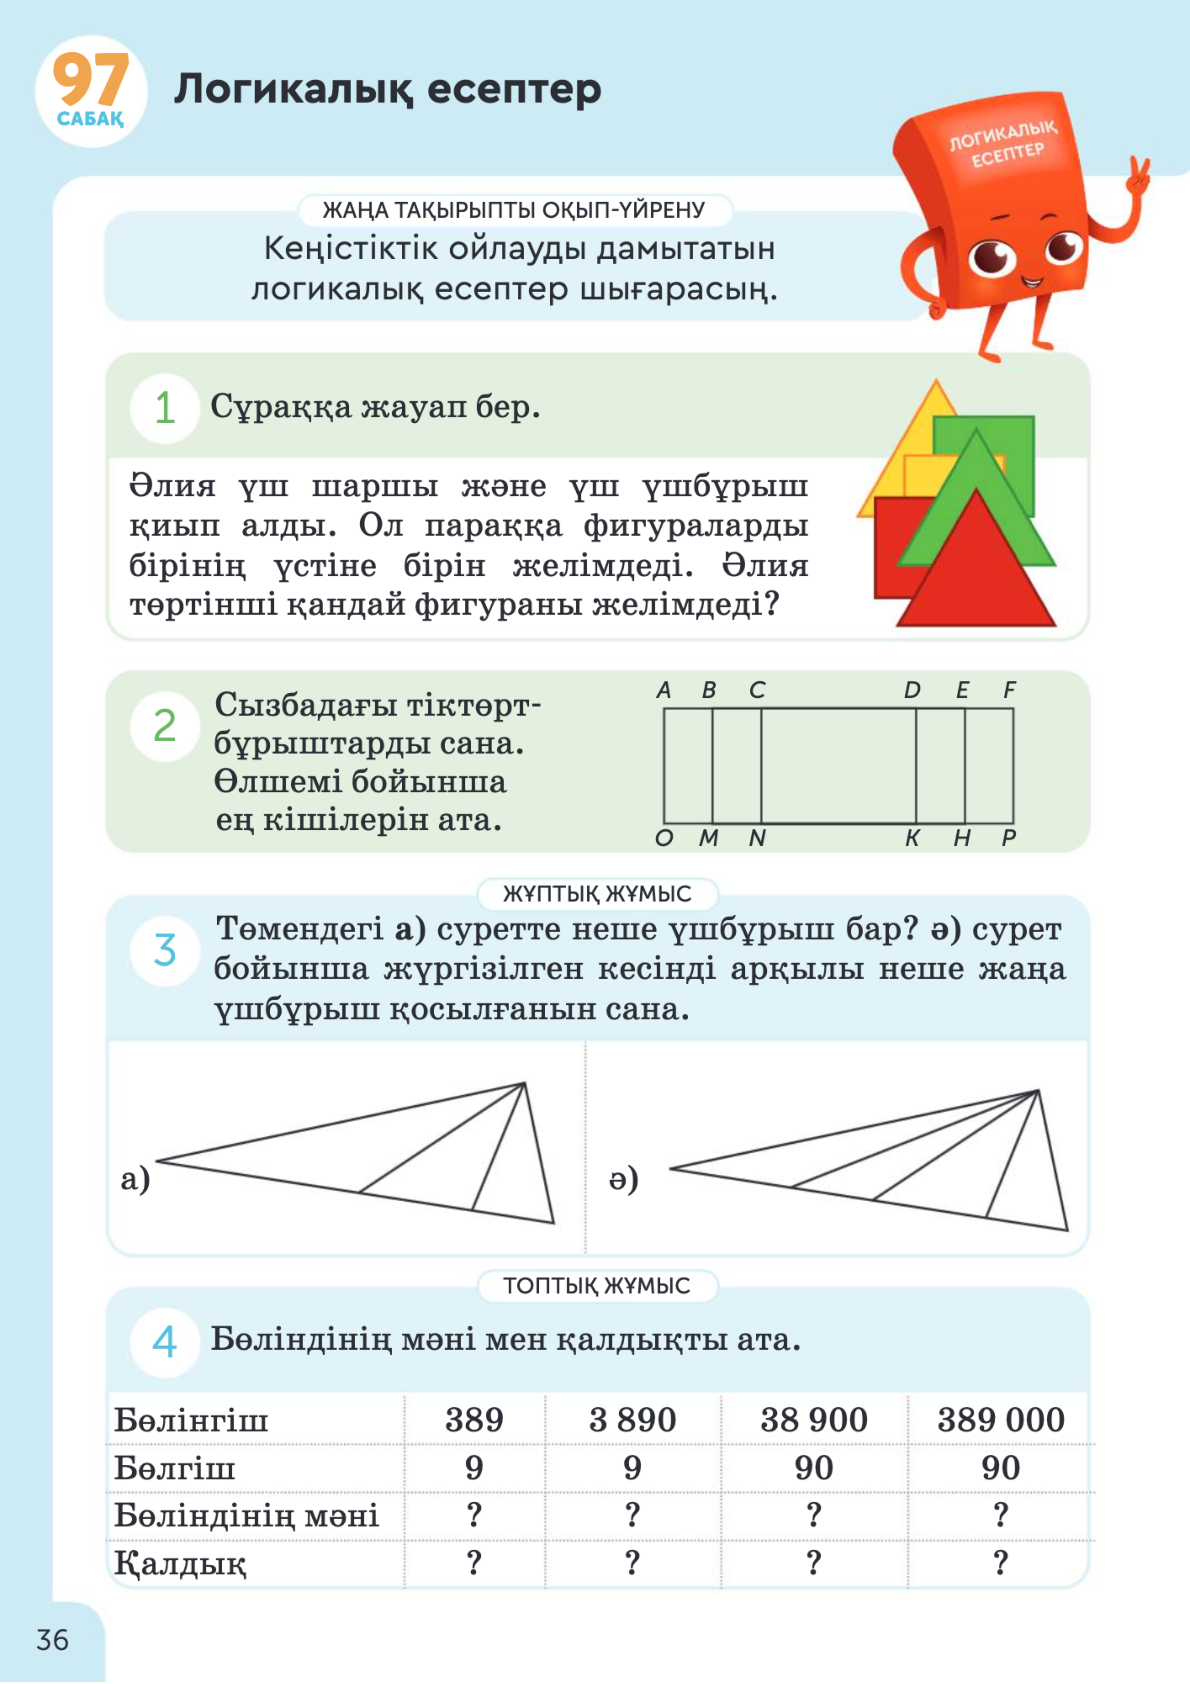 97
САБАҚ
Логикалық есептер
ЛОГИКАЛЫҚ
ЕСЕПТЕР
ЖАҢА ТАҚЫРЫПТЫ ОҚЫП-ҮЙРЕНУ
Кеңістіктік ойлауды дамытатын
логикалық есептер шығарасың.
1 Сұраққа жауап бер.
Әлия үш шаршы және үш үшбұрыш
қиып алды. Ол параққа фигураларды
бірінің үстіне бірін желімдеді. Әлия
төртінші қандай фигураны желімдеді?
2 Сызбадағы тіктөрт-
бұрыштарды сана.
Өлшемі бойынша
ең кішілерін ата.
A B C D E F
O M N K H P
ЖҰПТЫҚ ЖҰМЫС
3 Төмендегі а) суретте неше үшбұрыш бар? ә) сурет
бойынша жүргізілген кесінді арқылы неше жаңа
үшбұрыш қосылғанын сана.
а)
ә)
ТОПТЫҚ ЖҰМЫС
4 Бөліндінің мәні мен қалдықты ата.
Бөлінгіш 389 3 890 38 900 389 000
Бөлгіш 9 9 90 90
Бөліндінің мәні ? ? ? ?
Қалдық ? ? ? ?
36